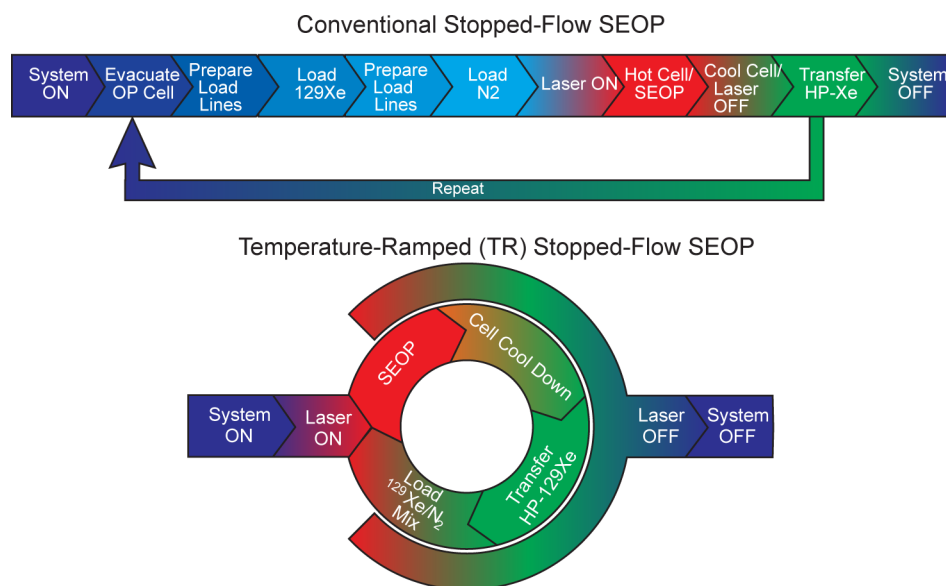 Conventional Stopped-Flow SEOP
System
ON
Evacuate
OP Cell
Prepare
Load
Lines
Load
129Xe
Prepare
Load
Lines
Load
N2
Laser ON
Hot Cell/
SEOP
Cool Cell/
Laser
OFF
Transfer
HP-Xe
System
OFF
Repeat
Temperature-Ramped (TR) Stopped-Flow SEOP
System
ON
Laser
ON
SEOP
Cell Cool Down
Transfer
HP-129Xe
Load
¹²⁹Xe/N₂
Mix
Laser
OFF
System
OFF